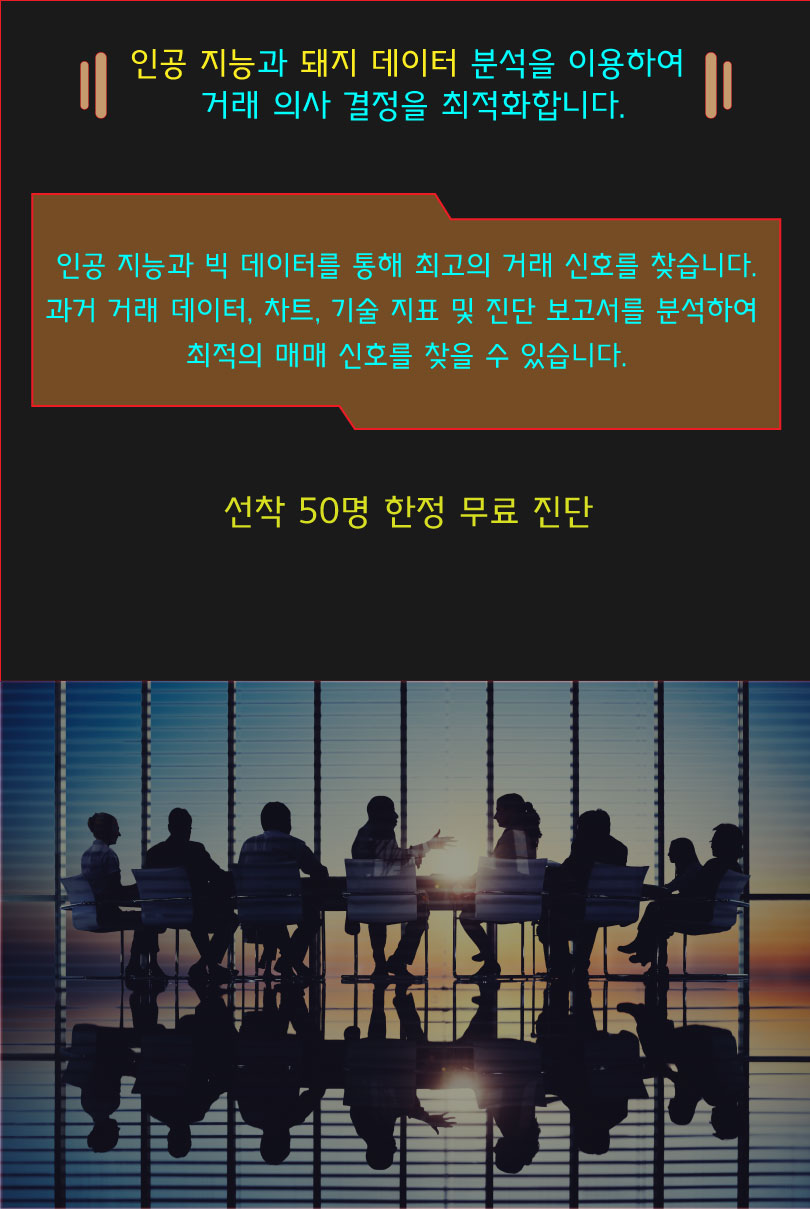 인공 지능과 돼지 데이터 분석을 이용하여
거래 의사 결정을 최적화합니다.
인공 지능과 빅 데이터를 통해 최고의 거래 신호를 찾습니다.
과거 거래 데이터, 차트, 기술 지표 및 진단 보고서를 분석하여
최적의 매매 신호를 찾을 수 있습니다.
선착 50명 한정 무료 진단